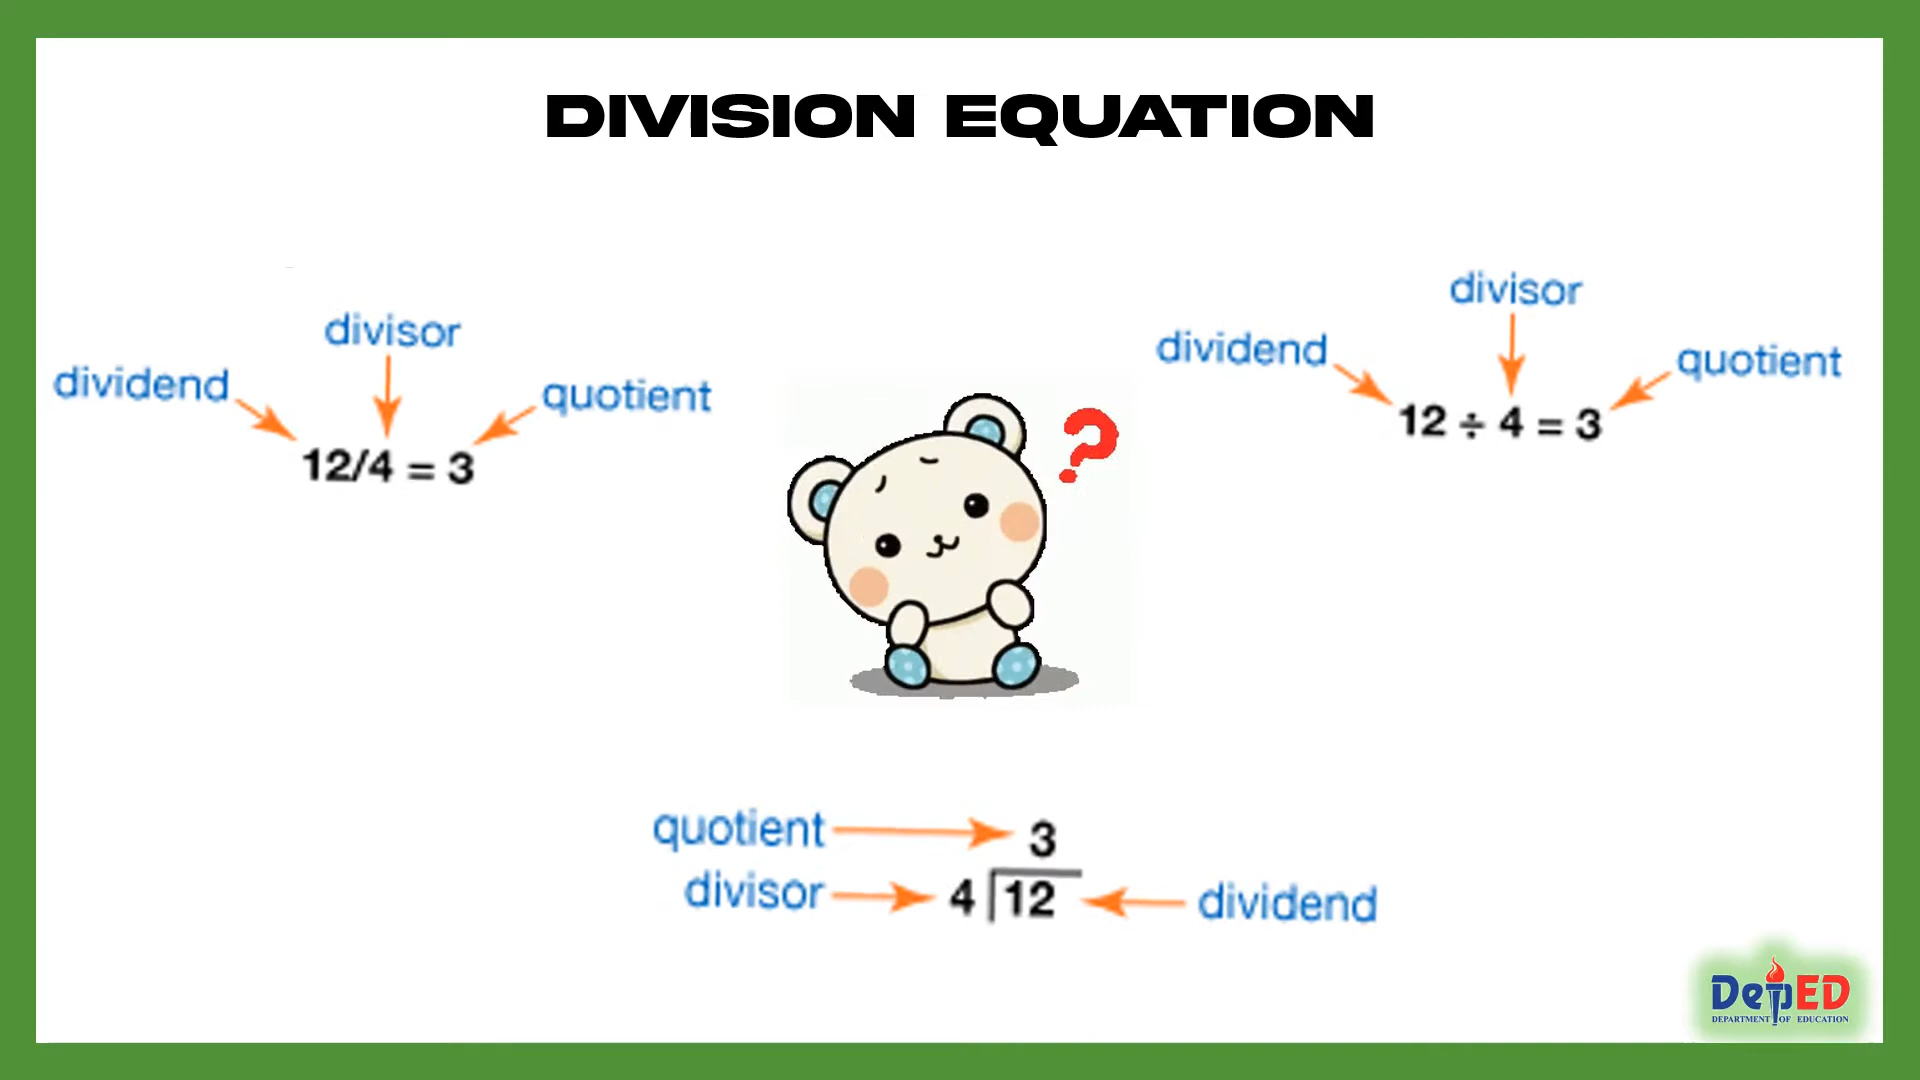 DIVISION EQUATION
divisor
dividend
quotient
12/4 = 3
divisor
dividend
quotient
12 ÷ 4 = 3
?
quotient 3
divisor 4 12 dividend
DepED
DEPARTMENT OF EDUCATION